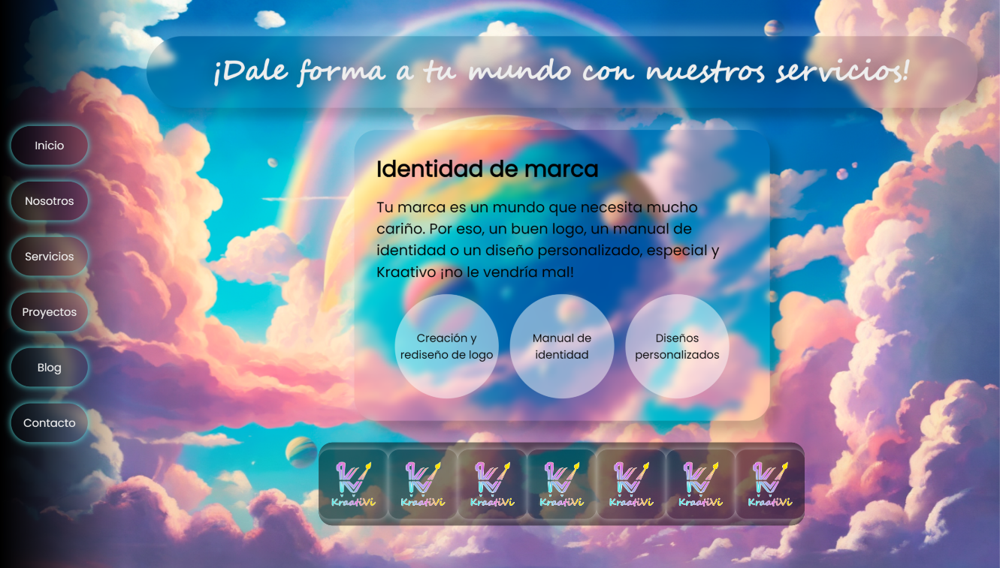 ¡Dale forma a tu mundo con nuestros servicios!
Inicio
Nosotros
Servicios
Proyectos
Blog
Contacto
Identidad de marca
Tu marca es un mundo que necesita mucho
cariño. Por eso, un buen logo, un manual de
identidad o un diseño personalizado, especial y
Kraativo ¡no le vendría mal!
Creación y
rediseño de logo
Manual de
identidad
Diseños
personalizados
KraatiVi
KraatiVi
KraatiVi
KraatiVi
KraatiVi
KraatiVi
KraatiVi